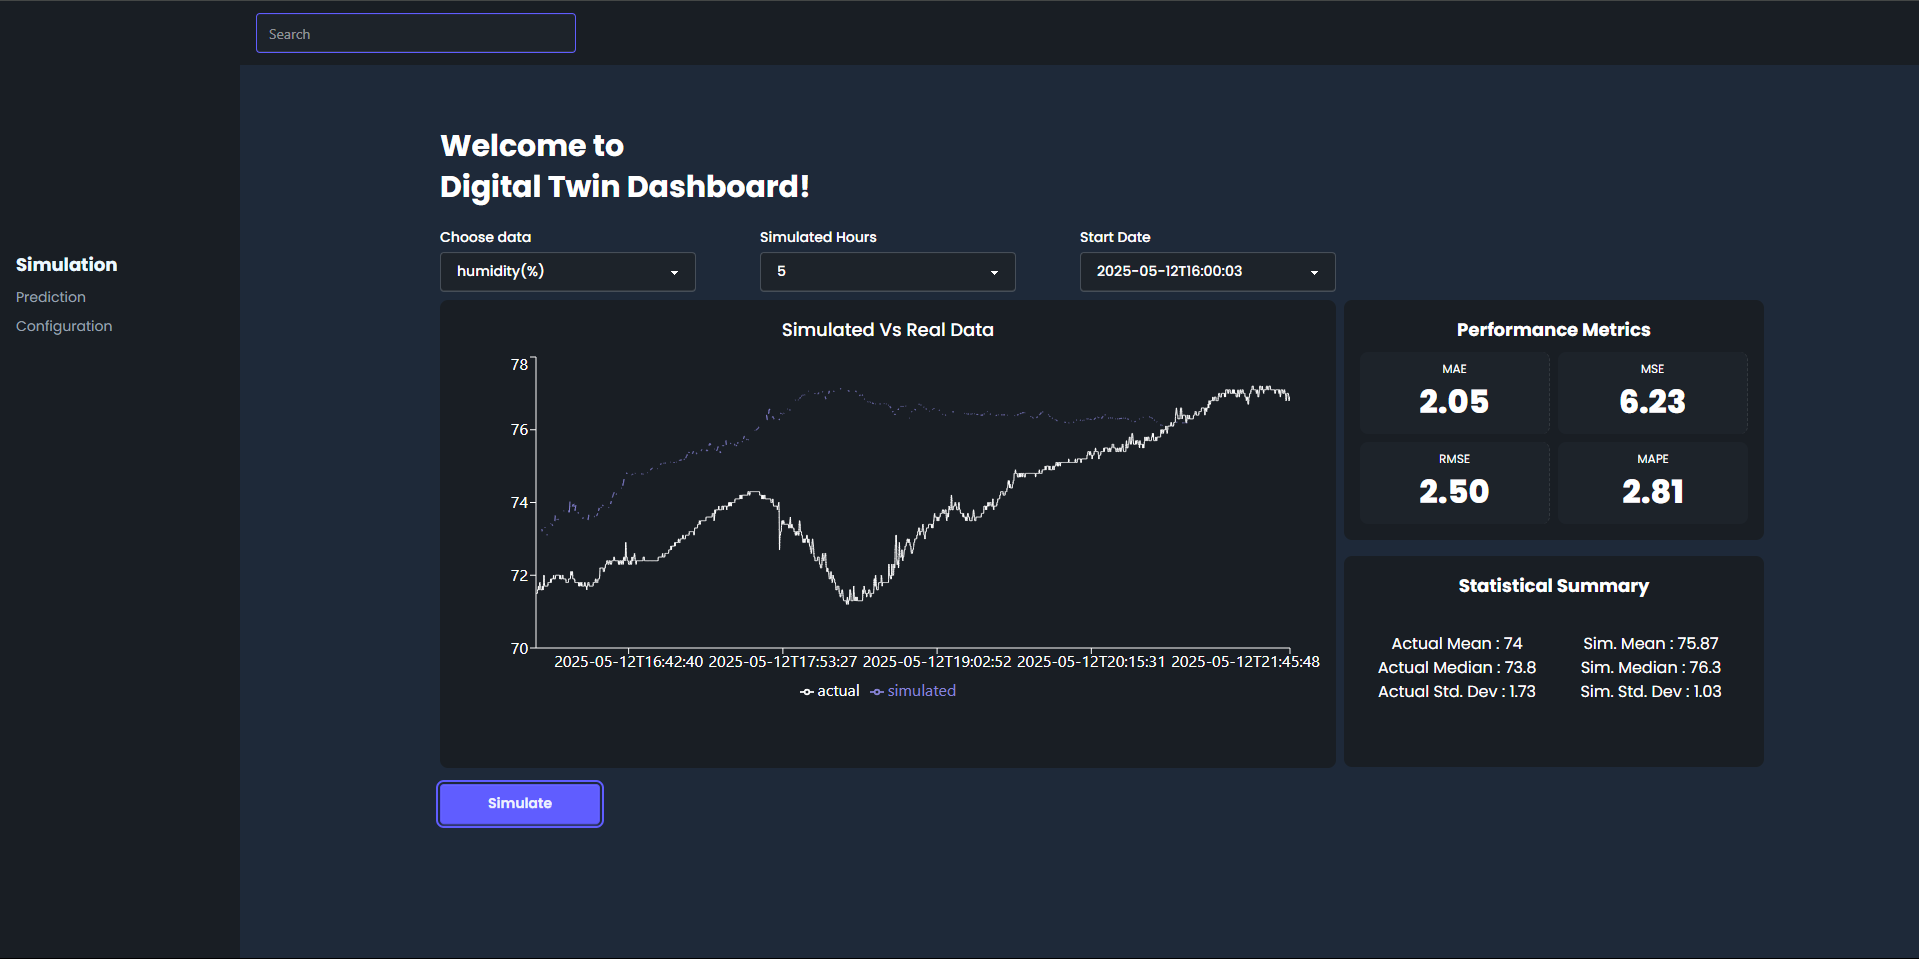 Search
Simulation
Prediction
Configuration
Welcome to
Digital Twin Dashboard!
Choose data
humidity(%)
Simulated Hours
5
Start Date
2025-05-12T16:00:03
Simulated Vs Real Data
78
76
74
72
70
2025-05-12T16:42:40 2025-05-12T17:53:27 2025-05-12T19:02:52 2025-05-12T20:15:31 2025-05-12T21:45:48
actual simulated
Performance Metrics
MAE
2.05
MSE
6.23
RMSE
2.50
MAPE
2.81
Statistical Summary
Actual Mean : 74
Actual Median : 73.8
Actual Std. Dev : 1.73
Sim. Mean : 75.87
Sim. Median : 76.3
Sim. Std. Dev : 1.03
Simulate